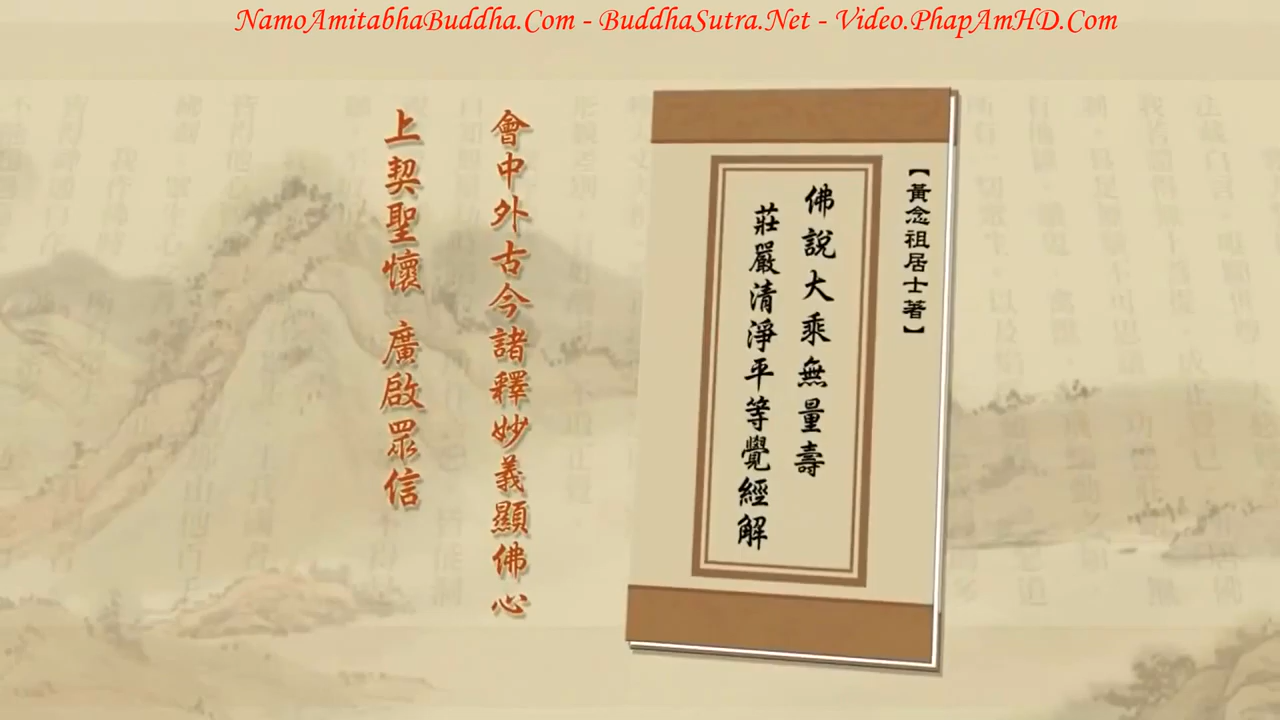 NamoAmitabhaBuddha.Com - BuddhaSutra.Net - Video.PhapAmHD.Com
【黃念祖居士著】
佛說大乘無量壽
莊嚴清淨平等覺經解
會中外古今諸釋妙義顯佛心
上契聖懷 廣啟眾信